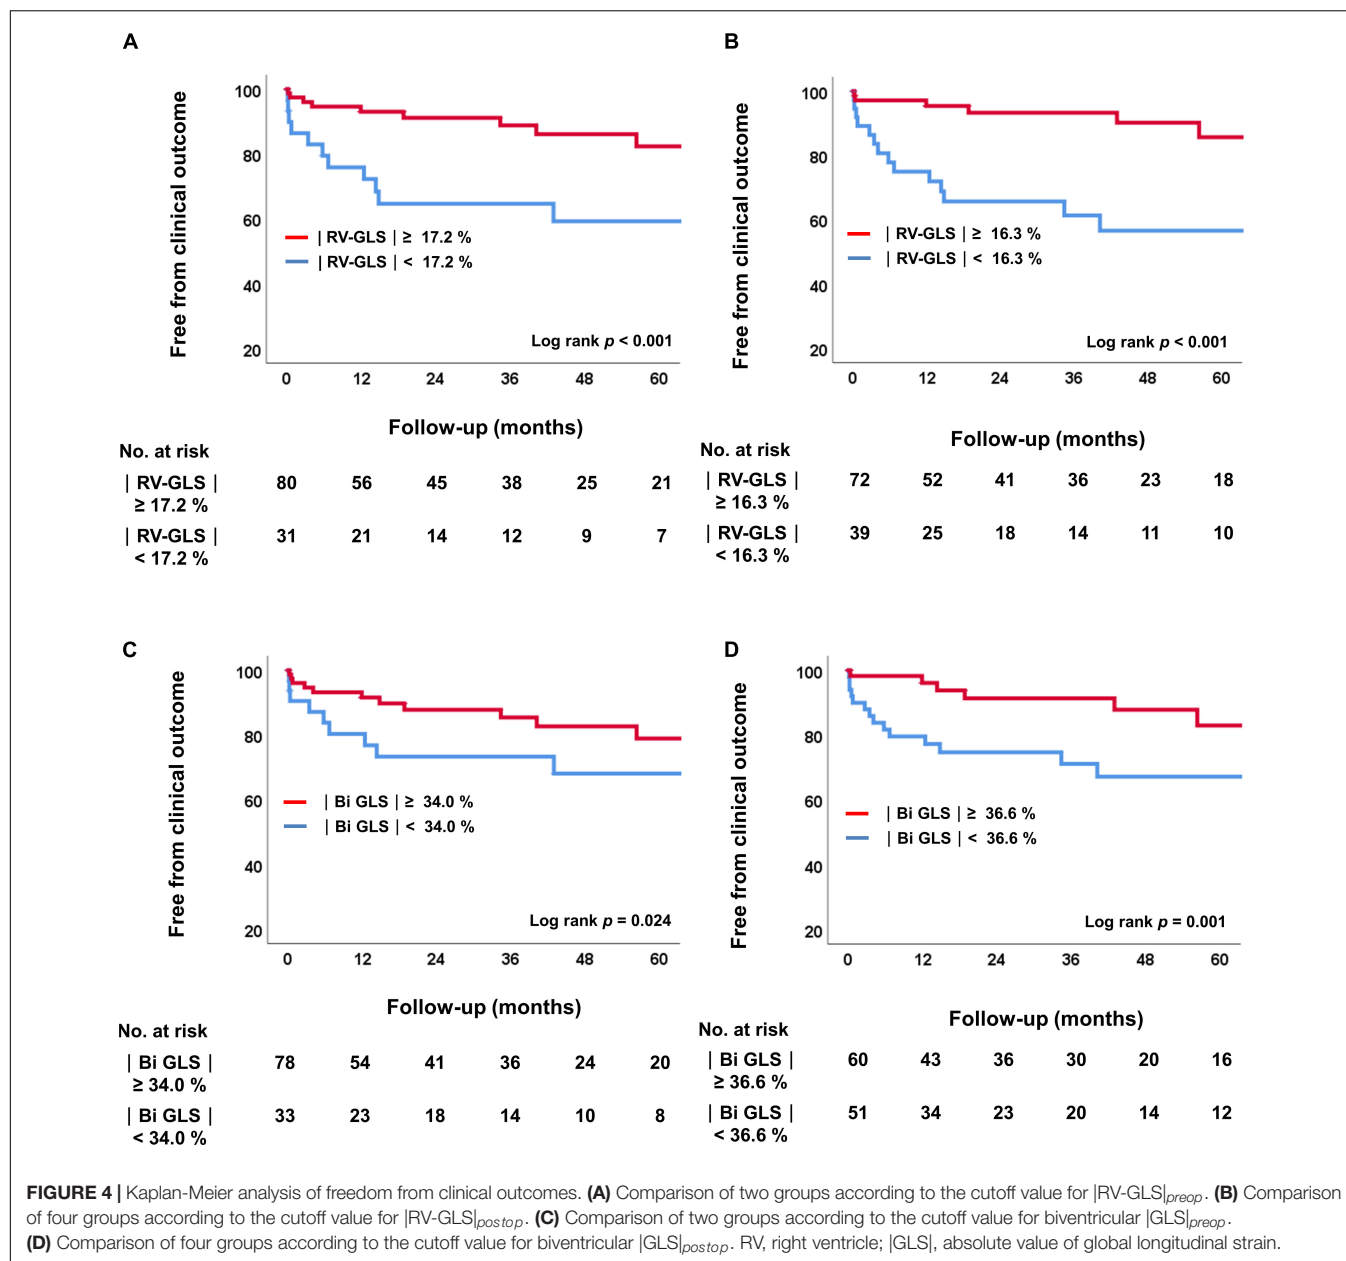 A
Free from clinical outcome
100
80
60
40
20
| RV-GLS | ≥ 17.2 %
| RV-GLS | < 17.2 %
Log rank p < 0.001
0 12 24 36 48 60
Follow-up (months)
No. at risk
| RV-GLS |
≥ 17.2 %
80 56 45 38 25 21
| RV-GLS |
< 17.2 %
31 21 14 12 9 7
B
Free from clinical outcome
100
80
60
40
20
| RV-GLS | ≥ 16.3 %
| RV-GLS | < 16.3 %
Log rank p < 0.001
0 12 24 36 48 60
Follow-up (months)
No. at risk
| RV-GLS |
≥ 16.3 %
72 52 41 36 23 18
| RV-GLS |
< 16.3 %
39 25 18 14 11 10
C
Free from clinical outcome
100
80
60
40
20
| Bi GLS | ≥ 34.0 %
| Bi GLS | < 34.0 %
Log rank p = 0.024
0 12 24 36 48 60
Follow-up (months)
No. at risk
| Bi GLS |
≥ 34.0 %
78 54 41 36 24 20
| Bi GLS |
< 34.0 %
33 23 18 14 10 8
D
Free from clinical outcome
100
80
60
40
20
| Bi GLS | ≥ 36.6 %
| Bi GLS | < 36.6 %
Log rank p = 0.001
0 12 24 36 48 60
Follow-up (months)
No. at risk
| Bi GLS |
≥ 36.6 %
60 43 36 30 20 16
| Bi GLS |
< 36.6 %
51 34 23 20 14 12
FIGURE 4 | Kaplan-Meier analysis of freedom from clinical outcomes. (A) Comparison of two groups according to the cutoff value for |RV-GLS|preop. (B) Comparison
of four groups according to the cutoff value for |RV-GLS|postop. (C) Comparison of two groups according to the cutoff value for biventricular |GLS|preop.
(D) Comparison of four groups according to the cutoff value for biventricular |GLS|postop. RV, right ventricle; |GLS|, absolute value of global longitudinal strain.